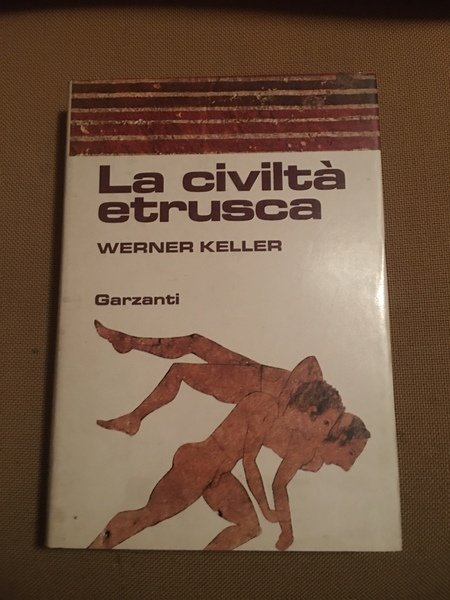 La civiltà
etrusca
WERNER KELLER
Garzanti